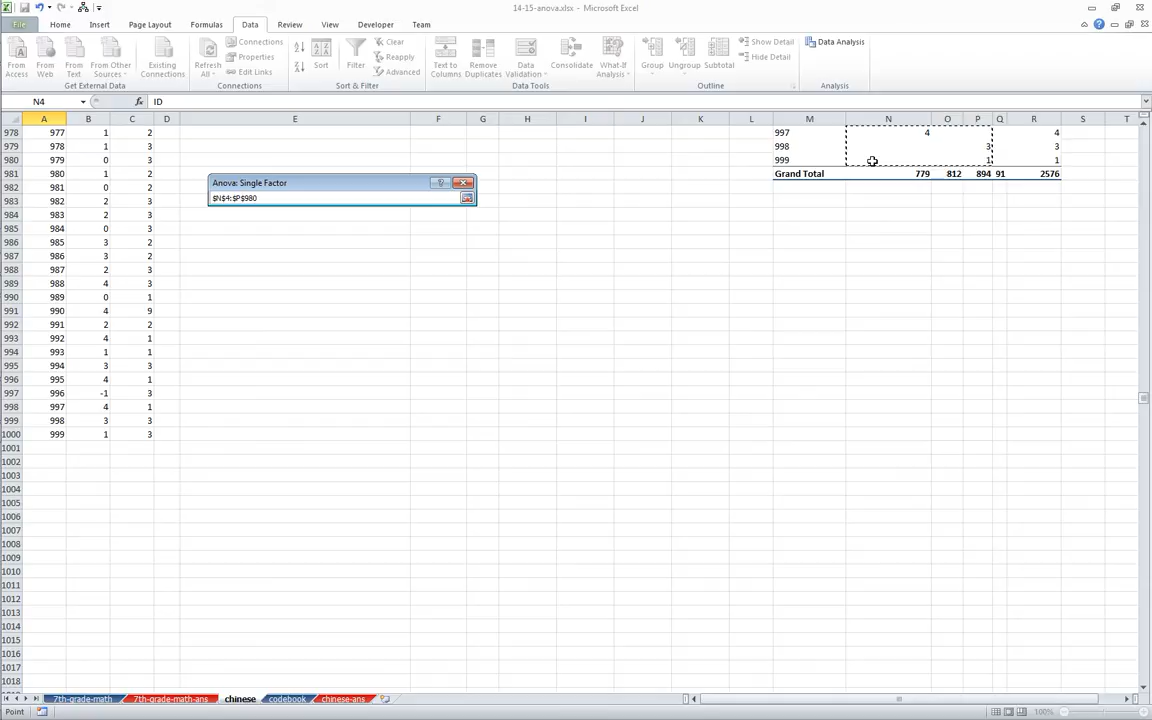 14-15-anova.xlsx - Microsoft Excel
File Home Insert Page Layout Formulas Data Review View Developer Team
From Access From Web From Text From Other Sources Existing Connections Refresh All Connections Properties Edit Links Sort Filter Clear Reapply Advanced Text to Columns Remove Duplicates Data Validation Consolidate What-If Analysis Group Ungroup Subtotal Show Detail Hide Detail Data Analysis
Get External Data Connections Sort & Filter Data Tools Outline Analysis
N4 fx ID
A B C D E F G H I J K L M N O P Q R S T
978 977 1 2 997 4 4
979 978 1 3 998 3 3
980 979 0 3 999 1 1
981 980 1 2 Grand Total 779 812 894 91 2576
982 981 0 2 Anova: Single Factor
983 982 2 3 $N$4:$P$980
984 983 2 3
985 984 0 3
986 985 3 2
987 986 3 2
988 987 2 3
989 988 4 3
990 989 0 1
991 990 4 9
992 991 2 2
993 992 4 1
994 993 1 1
995 994 3 3
996 995 4 1
997 996 -1 3
998 997 4 1
999 998 3 3
1000 999 1 3
1001
1002
1003
1004
1005
1006
1007
1008
1009
1010
1011
1012
1013
1014
1015
1016
1017
1018
7th-grade-math 7th-grade-math-ans chinese codebook chinese-ans
Point 100%